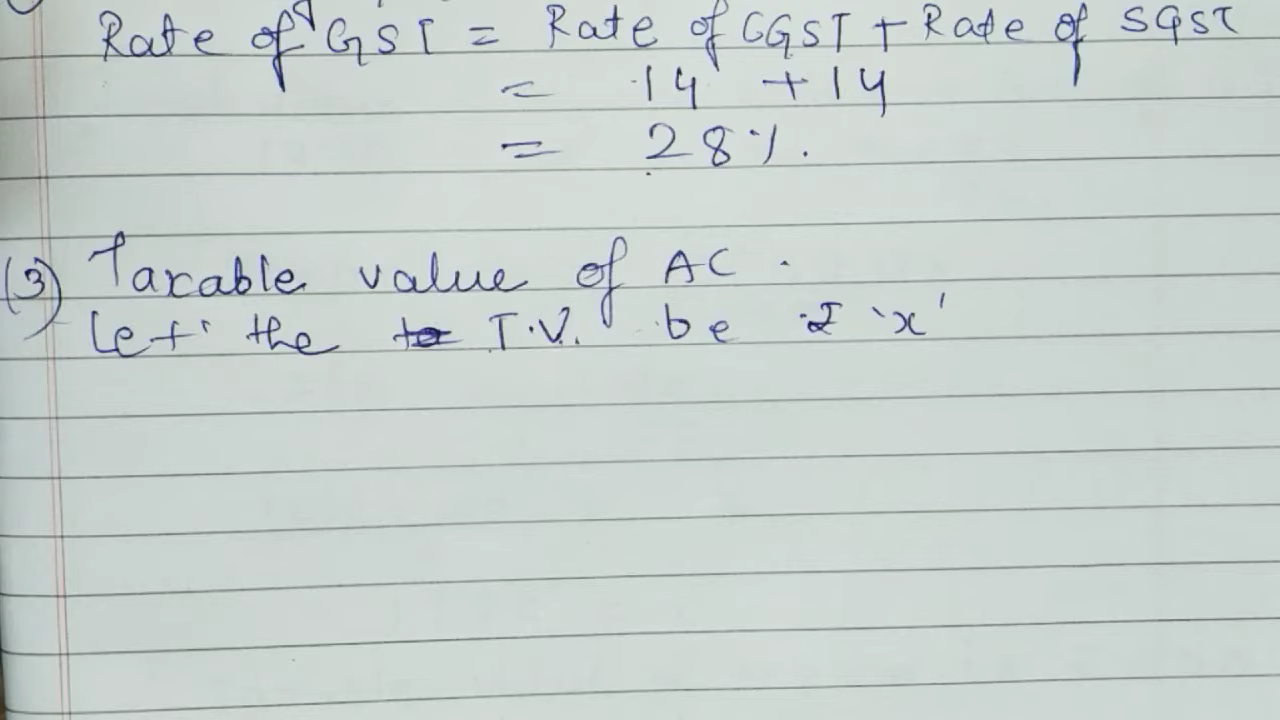 Rate of GST = Rate of CGST + Rate of SGST
= 14 + 14
= 28%.
(3) Taxable value of AC.
Let the T.V. be ₹ 'x'